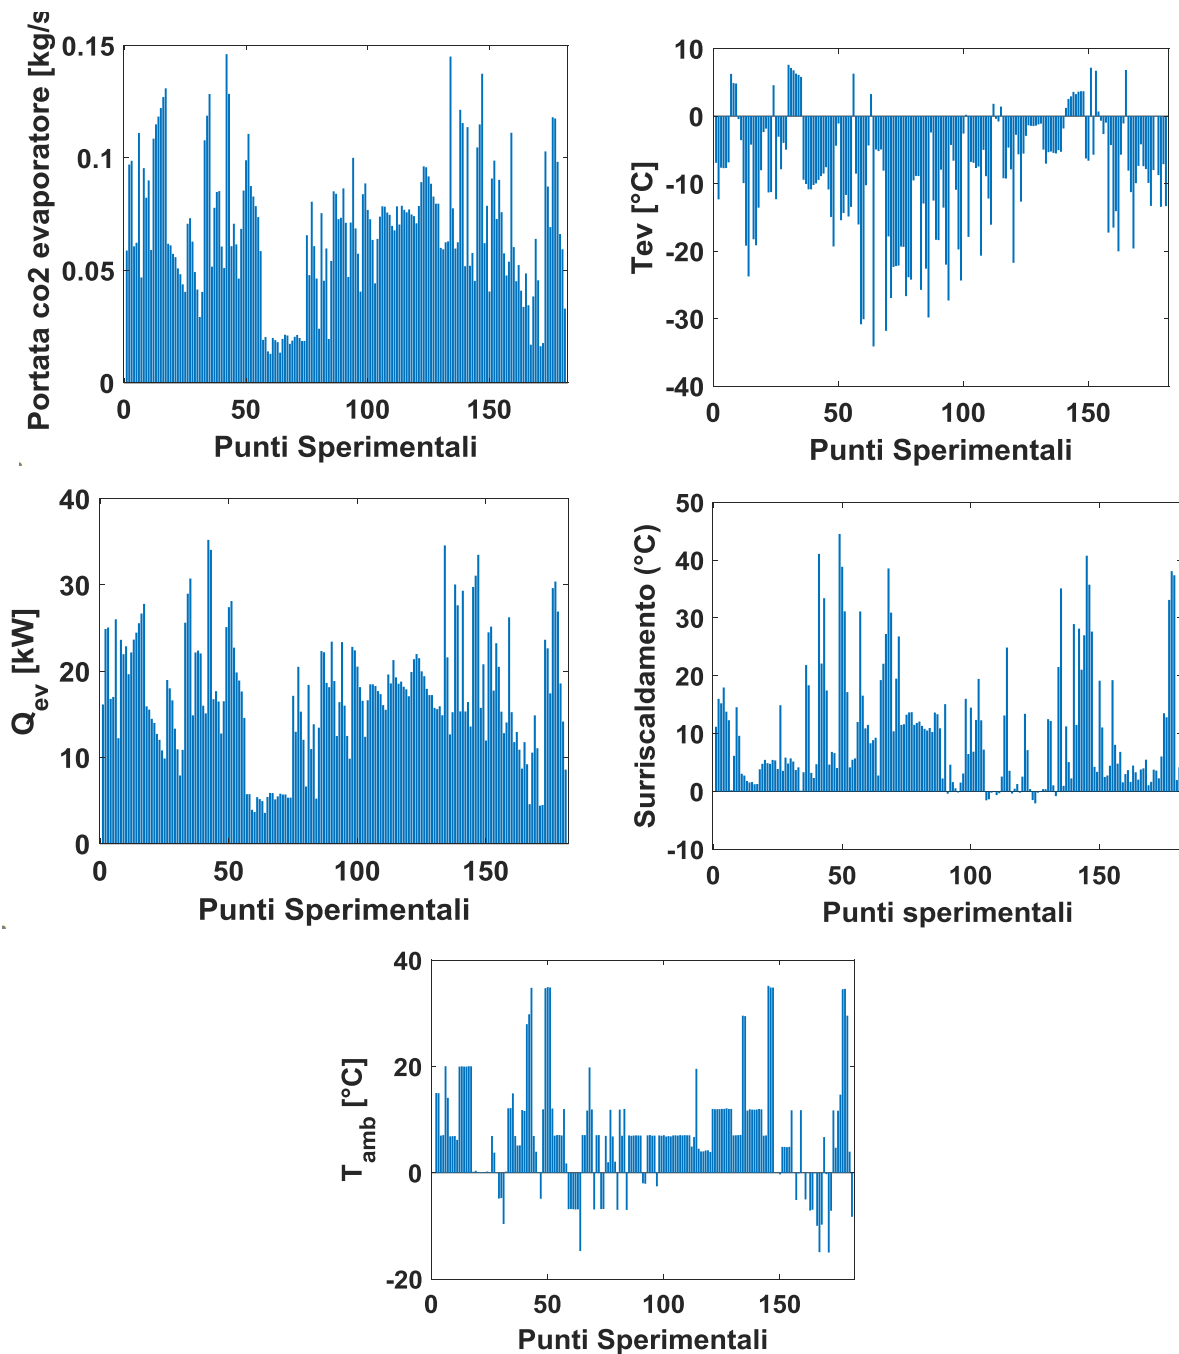 Portata co2 evaporatore [kg/s
0.15
0.1
0.05
0
0 50 100 150
Punti Sperimentali
Tev [°C]
10
0
-10
-20
-30
-40
0 50 100 150
Punti Sperimentali
Qev [kW]
40
30
20
10
0
0 50 100 150
Punti Sperimentali
Surriscaldamento (°C)
50
40
30
20
10
0
-10
0 50 100 150
Punti sperimentali
Tamb [°C]
40
20
0
-20
0 50 100 150
Punti Sperimentali